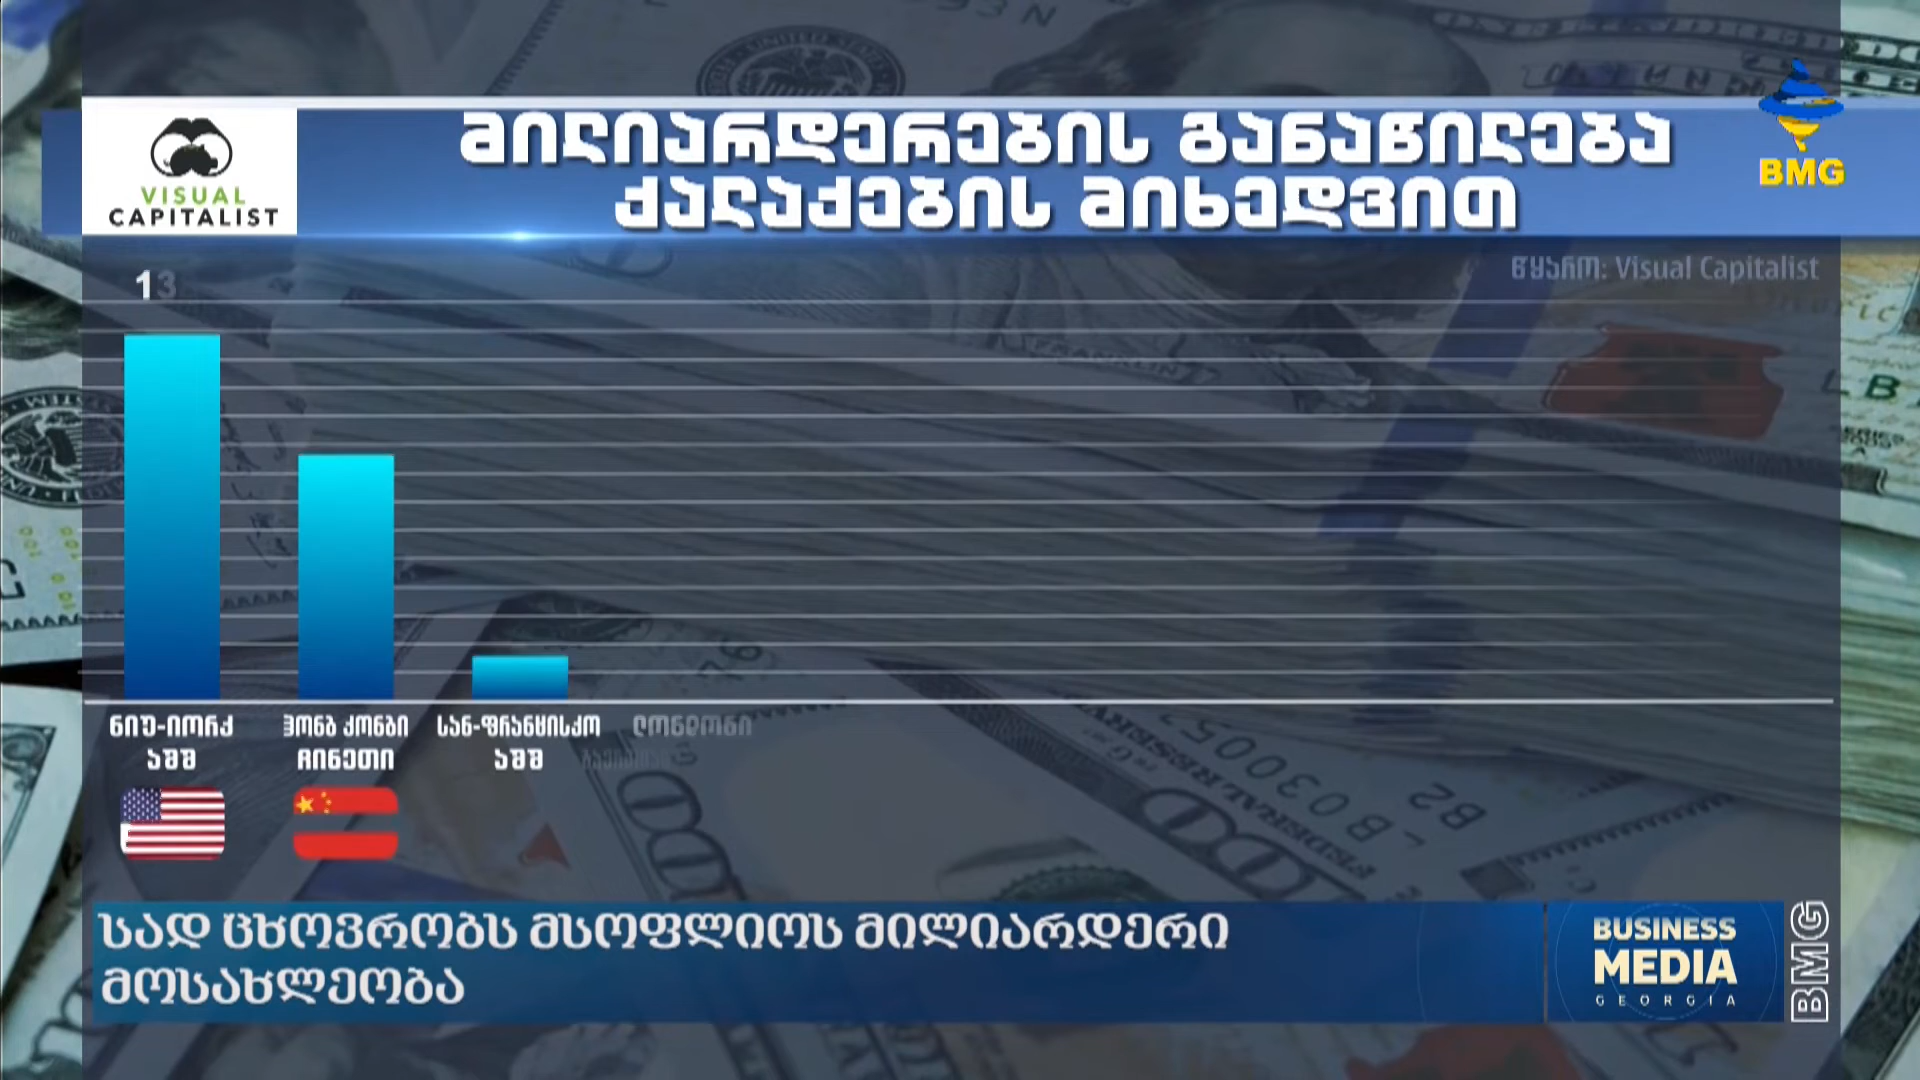 მილიარდერების განაწილება
ქალაქების მიხედვით
VISUAL
CAPITALIST
BMG
წყარო: Visual Capitalist
13
ნიუ-იორკ
აშშ
ჰონგ კონგი
ჩინეთი
სან-ფრანცისკო
აშშ
ლონდონი
სად ცხოვრობს მსოფლიოს მილიარდერი
მოსახლეობა
BUSINESS
MEDIA
GEORGIA
BMG